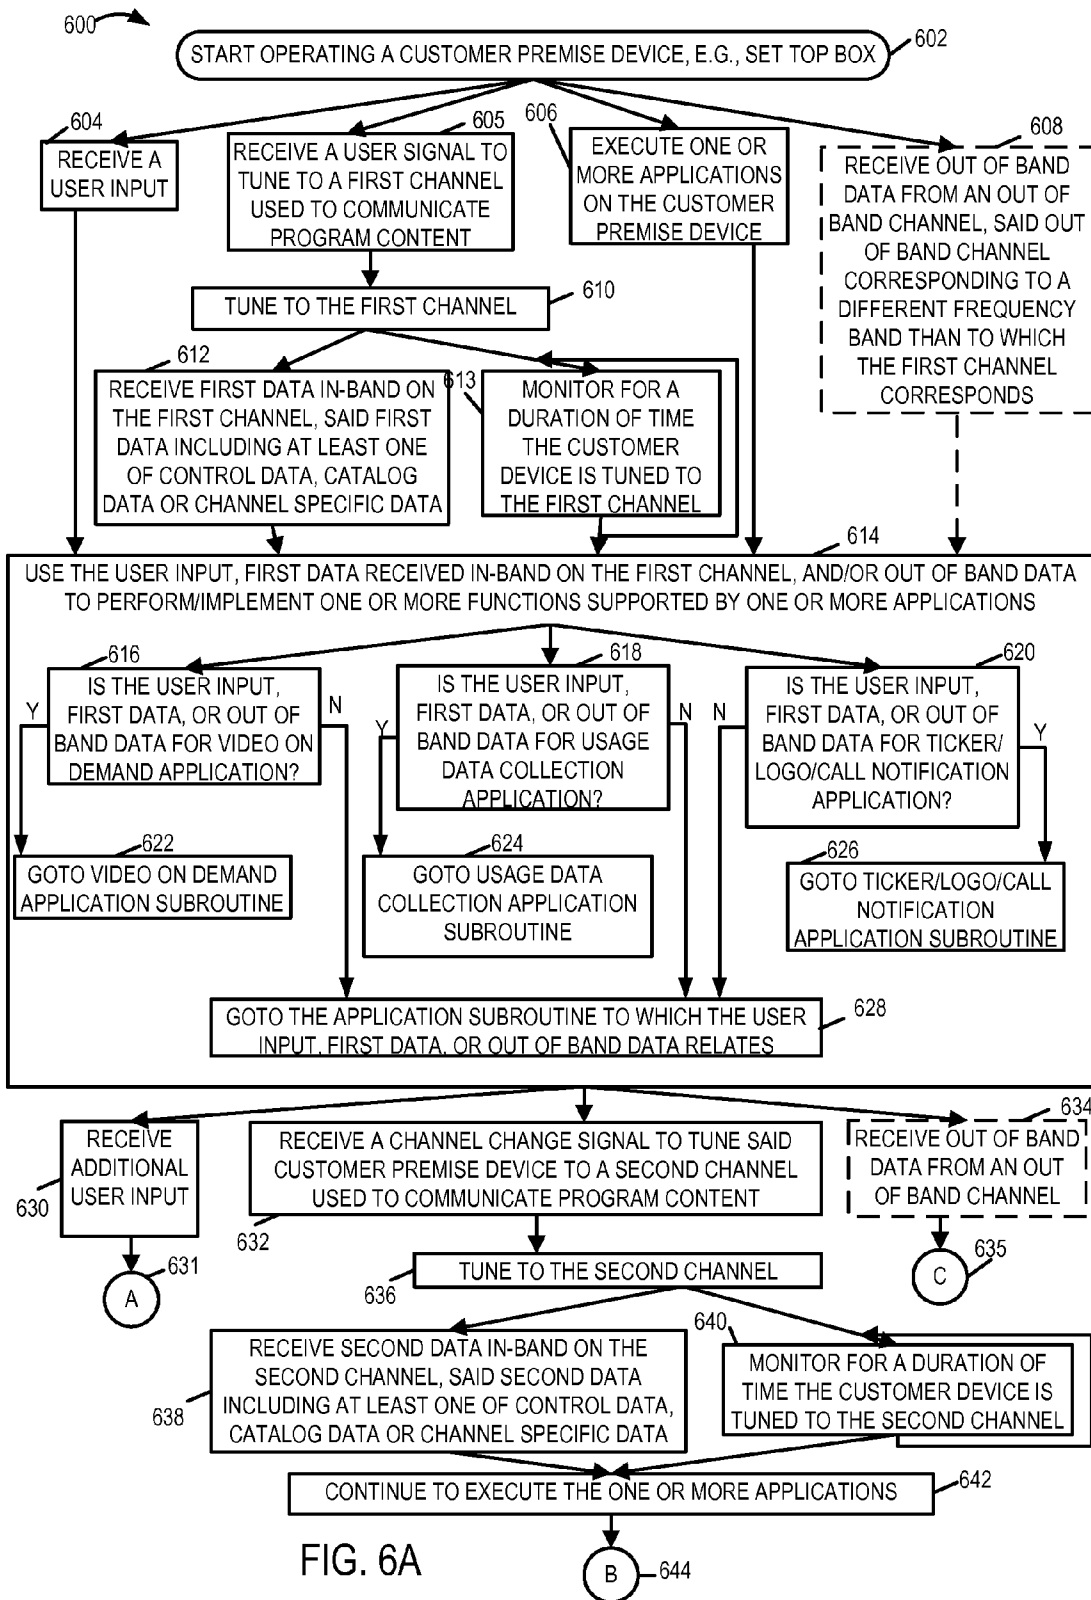 600
START OPERATING A CUSTOMER PREMISE DEVICE, E.G., SET TOP BOX
602
604
RECEIVE A
USER INPUT
605
RECEIVE A USER SIGNAL TO
TUNE TO A FIRST CHANNEL
USED TO COMMUNICATE
PROGRAM CONTENT
606
EXECUTE ONE OR
MORE APPLICATIONS
ON THE CUSTOMER
PREMISE DEVICE
608
RECEIVE OUT OF BAND
DATA FROM AN OUT OF
BAND CHANNEL, SAID OUT
OF BAND CHANNEL
CORRESPONDING TO A
DIFFERENT FREQUENCY
BAND THAN TO WHICH
THE FIRST CHANNEL
CORRESPONDS
TUNE TO THE FIRST CHANNEL
610
612
RECEIVE FIRST DATA IN-BAND ON
THE FIRST CHANNEL, SAID FIRST
DATA INCLUDING AT LEAST ONE
OF CONTROL DATA, CATALOG
DATA OR CHANNEL SPECIFIC DATA
613
MONITOR FOR A
DURATION OF TIME
THE CUSTOMER
DEVICE IS TUNED TO
THE FIRST CHANNEL
614
USE THE USER INPUT, FIRST DATA RECEIVED IN-BAND ON THE FIRST CHANNEL, AND/OR OUT OF BAND DATA
TO PERFORM/IMPLEMENT ONE OR MORE FUNCTIONS SUPPORTED BY ONE OR MORE APPLICATIONS
616
IS THE USER INPUT,
FIRST DATA, OR OUT OF
BAND DATA FOR VIDEO ON
DEMAND APPLICATION?
Y
N
618
IS THE USER INPUT,
FIRST DATA, OR OUT OF
BAND DATA FOR USAGE
DATA COLLECTION
APPLICATION?
Y
N
620
IS THE USER INPUT,
FIRST DATA, OR OUT OF
BAND DATA FOR TICKER/
LOGO/CALL NOTIFICATION
APPLICATION?
N
Y
622
GOTO VIDEO ON DEMAND
APPLICATION SUBROUTINE
624
GOTO USAGE DATA
COLLECTION APPLICATION
SUBROUTINE
626
GOTO TICKER/LOGO/CALL
NOTIFICATION
APPLICATION SUBROUTINE
GOTO THE APPLICATION SUBROUTINE TO WHICH THE USER
INPUT, FIRST DATA, OR OUT OF BAND DATA RELATES
628
RECEIVE
ADDITIONAL
USER INPUT
630
A
631
RECEIVE A CHANNEL CHANGE SIGNAL TO TUNE SAID
CUSTOMER PREMISE DEVICE TO A SECOND CHANNEL
USED TO COMMUNICATE PROGRAM CONTENT
632
634
RECEIVE OUT OF BAND
DATA FROM AN OUT
OF BAND CHANNEL
C
635
TUNE TO THE SECOND CHANNEL
636
RECEIVE SECOND DATA IN-BAND ON THE
SECOND CHANNEL, SAID SECOND DATA
INCLUDING AT LEAST ONE OF CONTROL DATA,
CATALOG DATA OR CHANNEL SPECIFIC DATA
638
640
MONITOR FOR A DURATION OF
TIME THE CUSTOMER DEVICE IS
TUNED TO THE SECOND CHANNEL
CONTINUE TO EXECUTE THE ONE OR MORE APPLICATIONS
642
B
644
FIG. 6A